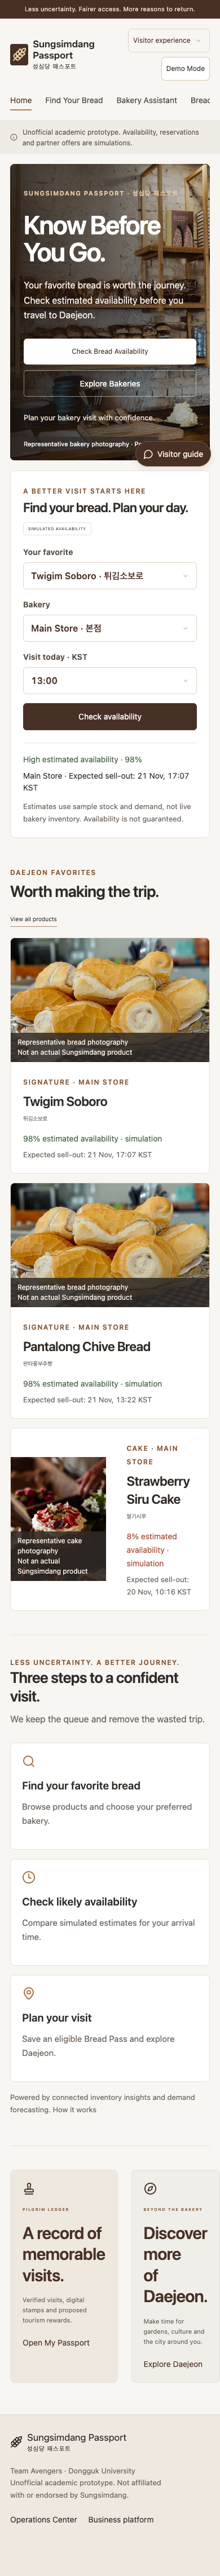 Less uncertainty. Fairer access. More reasons to return.
Sungsimdang
Passport
성심당 패스포트
Visitor experience
Demo Mode
Home Find Your Bread Bakery Assistant Bread
Unofficial academic prototype. Availability, reservations
and partner offers are simulations.
SUNGSIMDANG PASSPORT · 성심당 패스포트
Know Before
You Go.
Your favorite bread is worth the journey.
Check estimated availability before you
travel to Daejeon.
Check Bread Availability
Explore Bakeries
Plan your bakery visit with confidence.
Representative bakery photography ·
Visitor guide
A BETTER VISIT STARTS HERE
Find your bread. Plan your day.
SIMULATED AVAILABILITY
Your favorite
Twigim Soboro · 튀김소보로
Bakery
Main Store · 본점
Visit today · KST
13:00
Check availability
High estimated availability · 98%
Main Store · Expected sell-out: 21 Nov, 17:07
KST
Estimates use sample stock and demand, not live
bakery inventory. Availability is not guaranteed.
DAEJEON FAVORITES
Worth making the trip.
View all products
Representative bread photography
Not an actual Sungsimdang product
SIGNATURE · MAIN STORE
Twigim Soboro
튀김소보로
98% estimated availability · simulation
Expected sell-out: 21 Nov, 17:07 KST
Representative bread photography
Not an actual Sungsimdang product
SIGNATURE · MAIN STORE
Pantalong Chive Bread
판타롱부추빵
98% estimated availability · simulation
Expected sell-out: 21 Nov, 13:22 KST
Representative cake
photography
Not an actual
Sungsimdang product
CAKE · MAIN
STORE
Strawberry
Siru Cake
딸기시루
8% estimated
availability ·
simulation
Expected sell-out:
20 Nov, 10:16 KST
LESS UNCERTAINTY. A BETTER JOURNEY.
Three steps to a confident
visit.
We keep the queue and remove the wasted trip.
Find your favorite bread
Browse products and choose your preferred
bakery.
Check likely availability
Compare simulated estimates for your arrival
time.
Plan your visit
Save an eligible Bread Pass and explore
Daejeon.
Powered by connected inventory insights and demand
forecasting. How it works
PILGRIM LEDGER
A record of
memorable
visits.
Verified visits, digital
stamps and proposed
tourism rewards.
Open My Passport
BEYOND THE BAKERY
Discover
more
of
Daejeon.
Make time for
gardens, culture and
the city around you.
Explore Daejeon
Sungsimdang Passport
성심당 패스포트
Team Avengers · Dongguk University
Unofficial academic prototype. Not affiliated
with or endorsed by Sungsimdang.
Operations Center Business platform